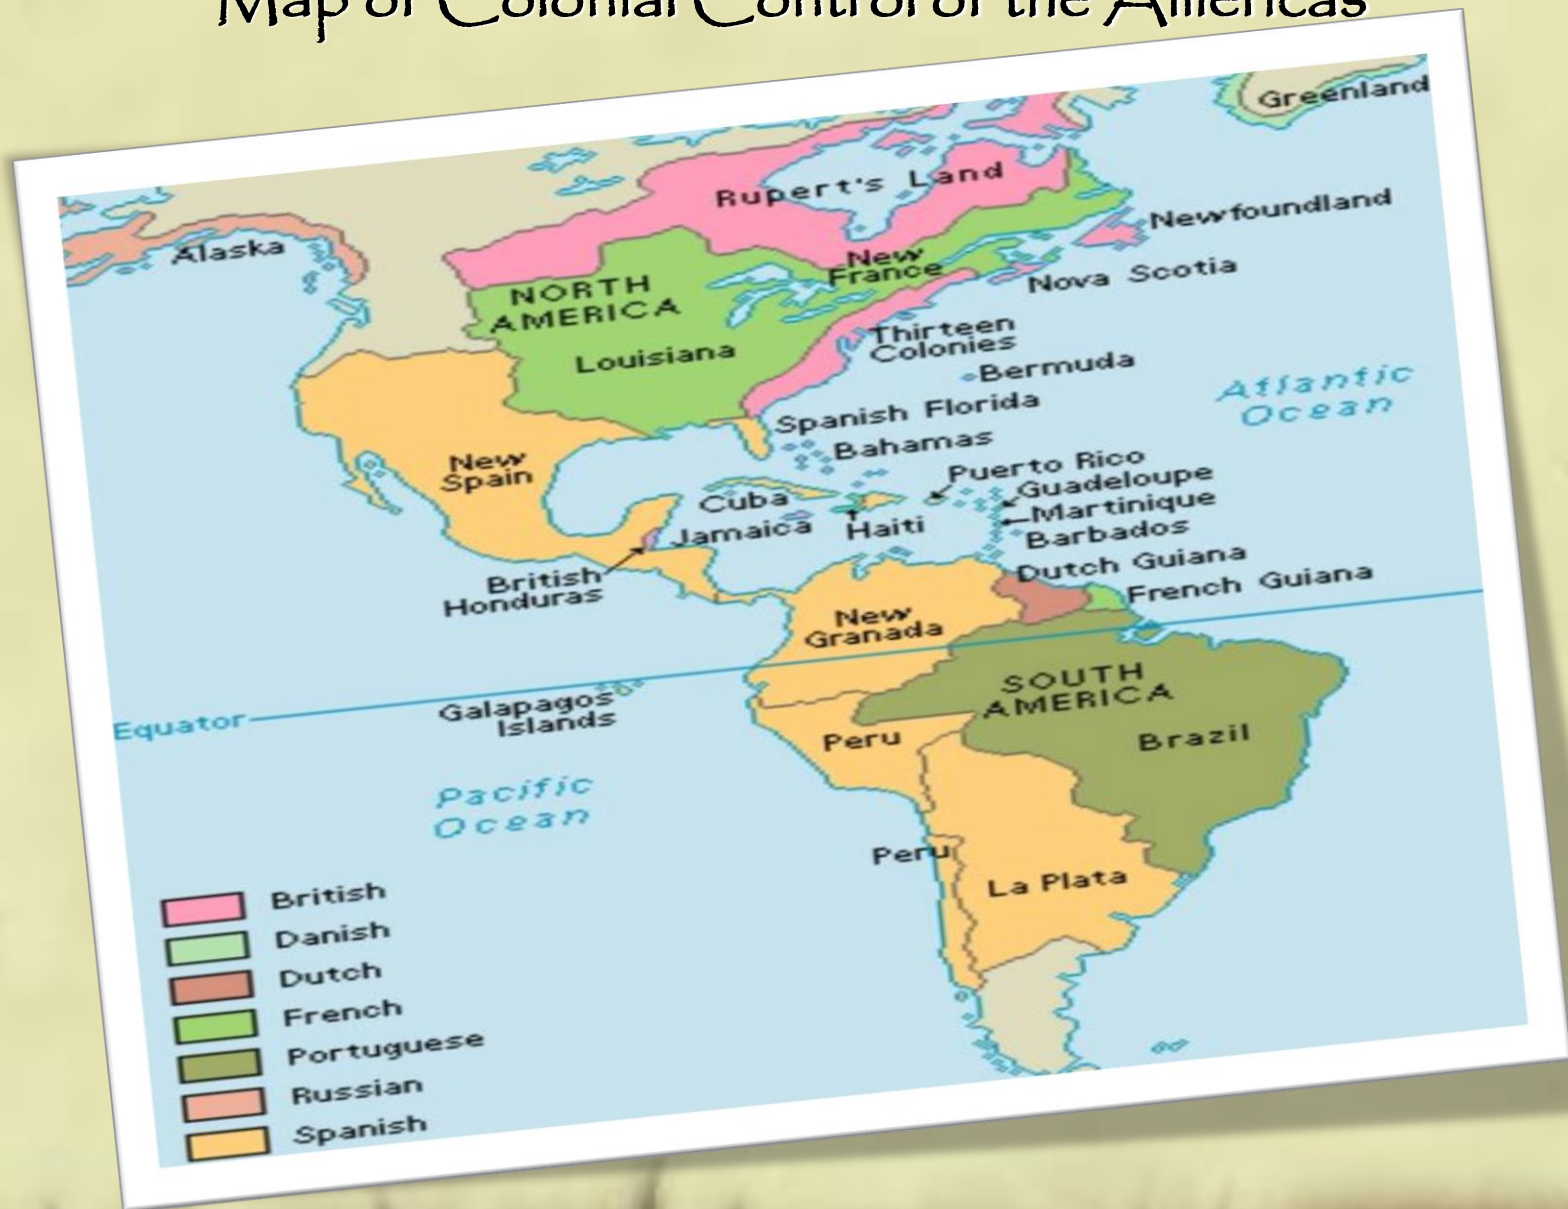 Map of Colonial Control of the Americas
Greenland
Rupert's Land
Newfoundland
Alaska
New
France
Nova Scotia
NORTH
AMERICA
Thirteen
Colonies
Louisiana
Bermuda
Atlantic
Ocean
Spanish Florida
Bahamas
New
Spain
Puerto Rico
Guadeloupe
Cuba
Martinique
Jamaica
Haiti
Barbados
Dutch Guiana
British
Honduras
French Guiana
New
Granada
SOUTH
AMERICA
Galapagos
Islands
Equator
Peru
Brazil
Pacific
Ocean
Peru
La Plata
British
Danish
Dutch
French
Portuguese
Russian
Spanish